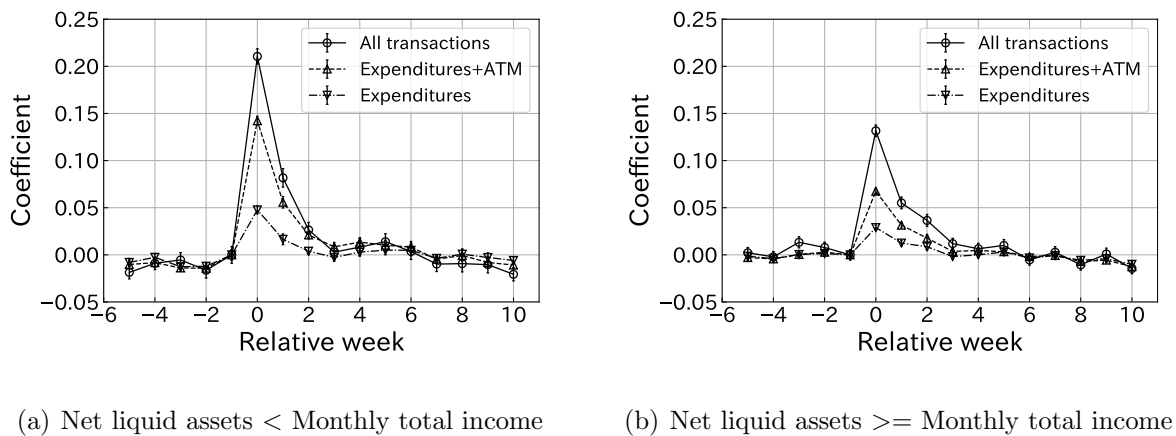 0.25
0.20
0.15
0.10
0.05
0.00
−0.05
Coefficient
−6 −4 −2 0 2 4 6 8 10
Relative week
All transactions
Expenditures+ATM
Expenditures
(a) Net liquid assets < Monthly total income
0.25
0.20
0.15
0.10
0.05
0.00
−0.05
Coefficient
−6 −4 −2 0 2 4 6 8 10
Relative week
All transactions
Expenditures+ATM
Expenditures
(b) Net liquid assets >= Monthly total income